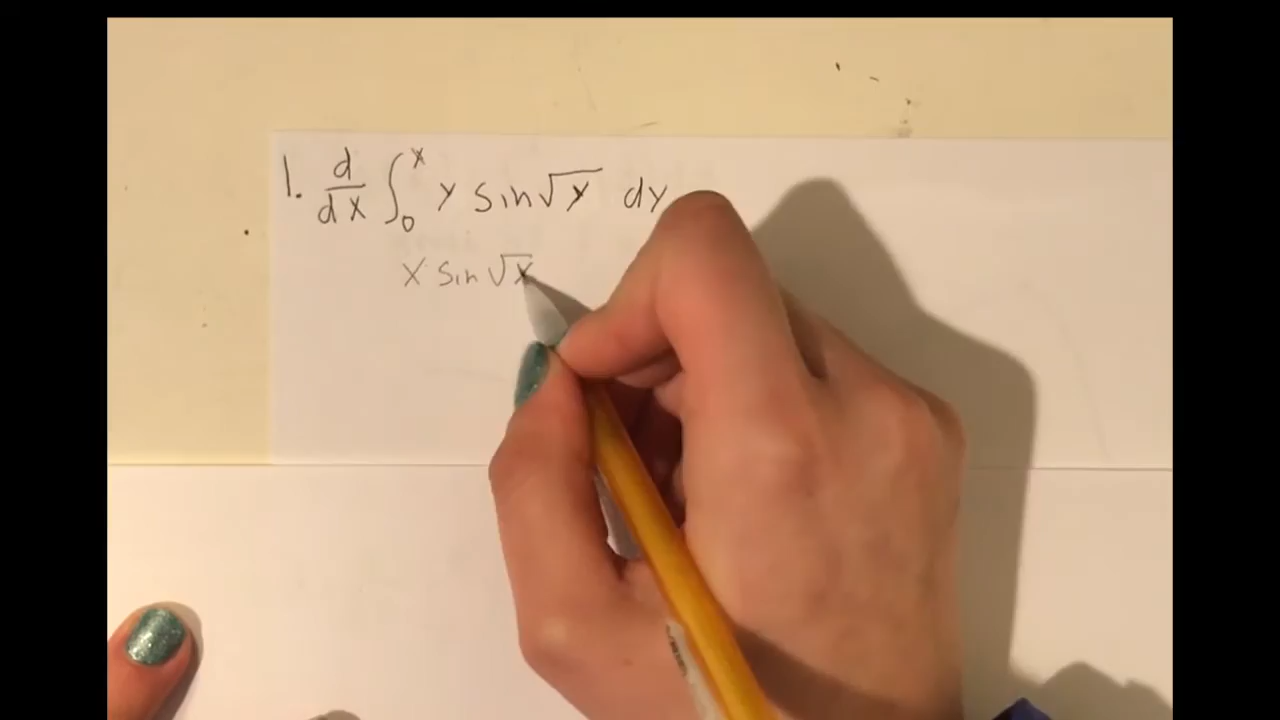 1. d/dx ∫₀ˣ y sin√y dy
x sin√x